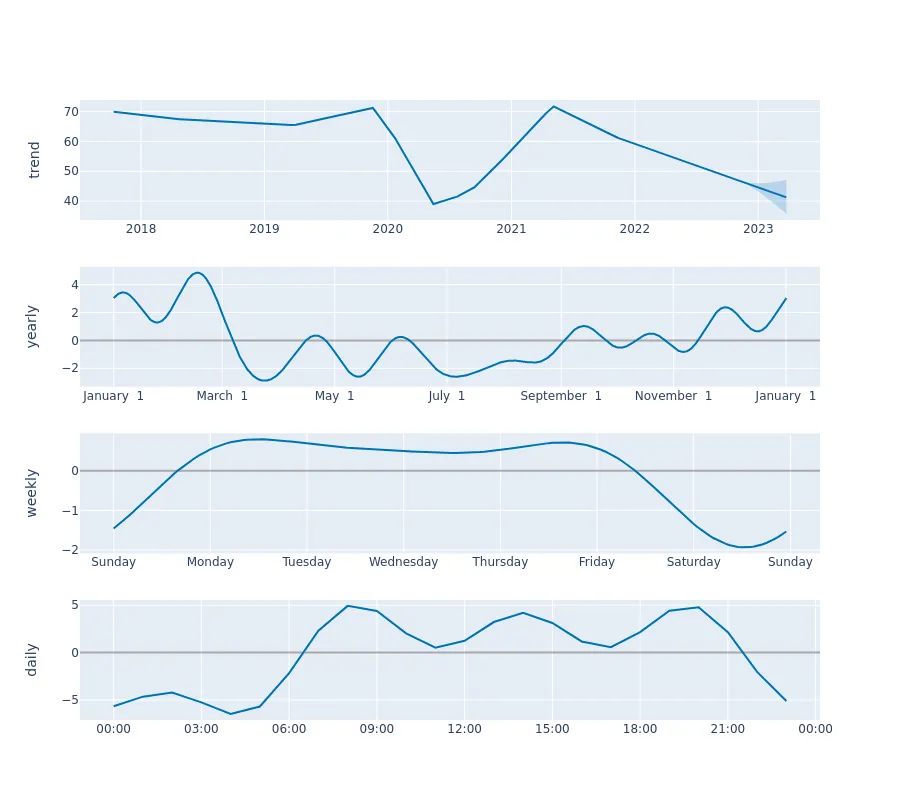 trend
70
60
50
40
2018 2019 2020 2021 2022 2023
yearly
4
2
0
−2
January 1 March 1 May 1 July 1 September 1 November 1 January 1
weekly
0
−1
−2
Sunday Monday Tuesday Wednesday Thursday Friday Saturday Sunday
daily
5
0
−5
00:00 03:00 06:00 09:00 12:00 15:00 18:00 21:00 00:00